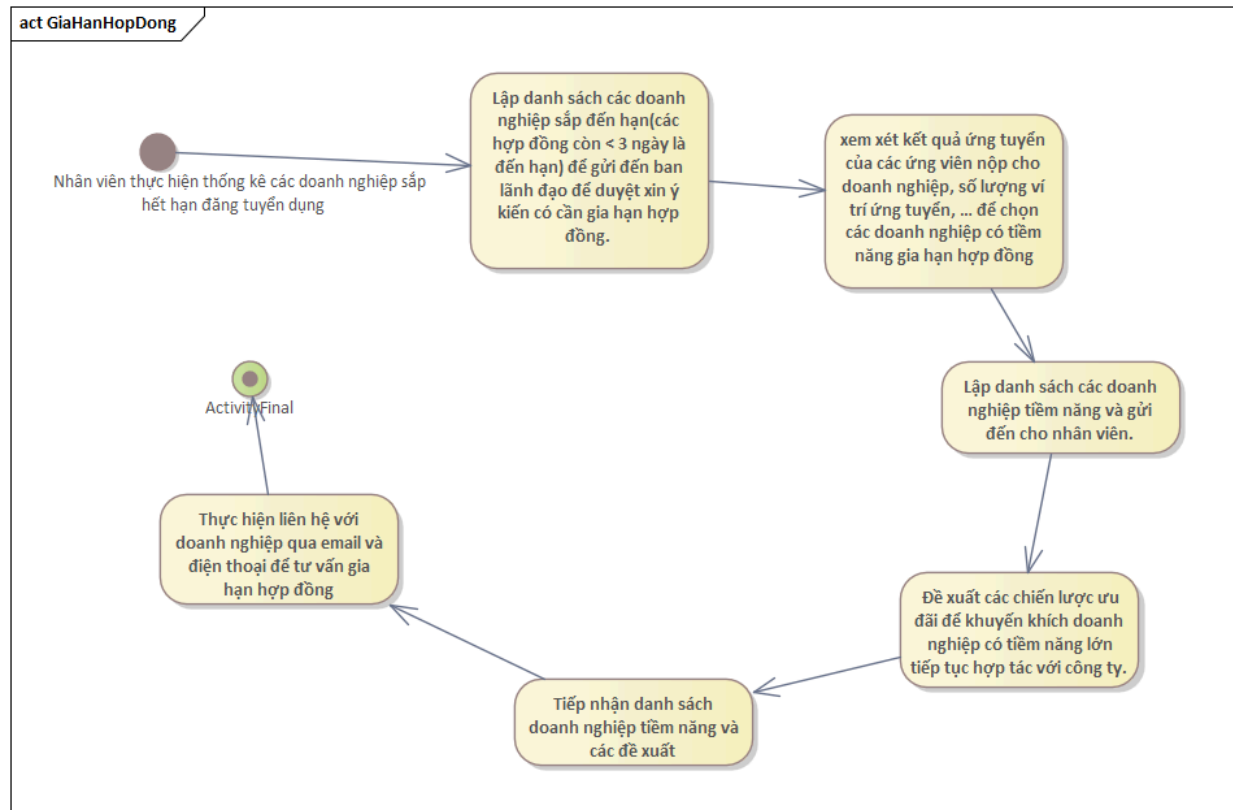 act GiaHanHopDong
Nhân viên thực hiện thống kê các doanh nghiệp sắp
hết hạn đăng tuyển dụng
Lập danh sách các doanh
nghiệp sắp đến hạn(các
hợp đồng còn < 3 ngày là
đến hạn) để gửi đến ban
lãnh đạo để duyệt xin ý
kiến có cần gia hạn hợp
đồng.
xem xét kết quả ứng tuyển
của các ứng viên nộp cho
doanh nghiệp, số lượng ví
trí ứng tuyển, ... để chọn
các doanh nghiệp có tiềm
năng gia hạn hợp đồng
Lập danh sách các doanh
nghiệp tiềm năng và gửi
đến cho nhân viên.
Đề xuất các chiến lược ưu
đãi để khuyến khích doanh
nghiệp có tiềm năng lớn
tiếp tục hợp tác với công ty.
Tiếp nhận danh sách
doanh nghiệp tiềm năng và
các đề xuất
Thực hiện liên hệ với
doanh nghiệp qua email và
điện thoại để tư vấn gia
hạn hợp đồng
ActivityFinal